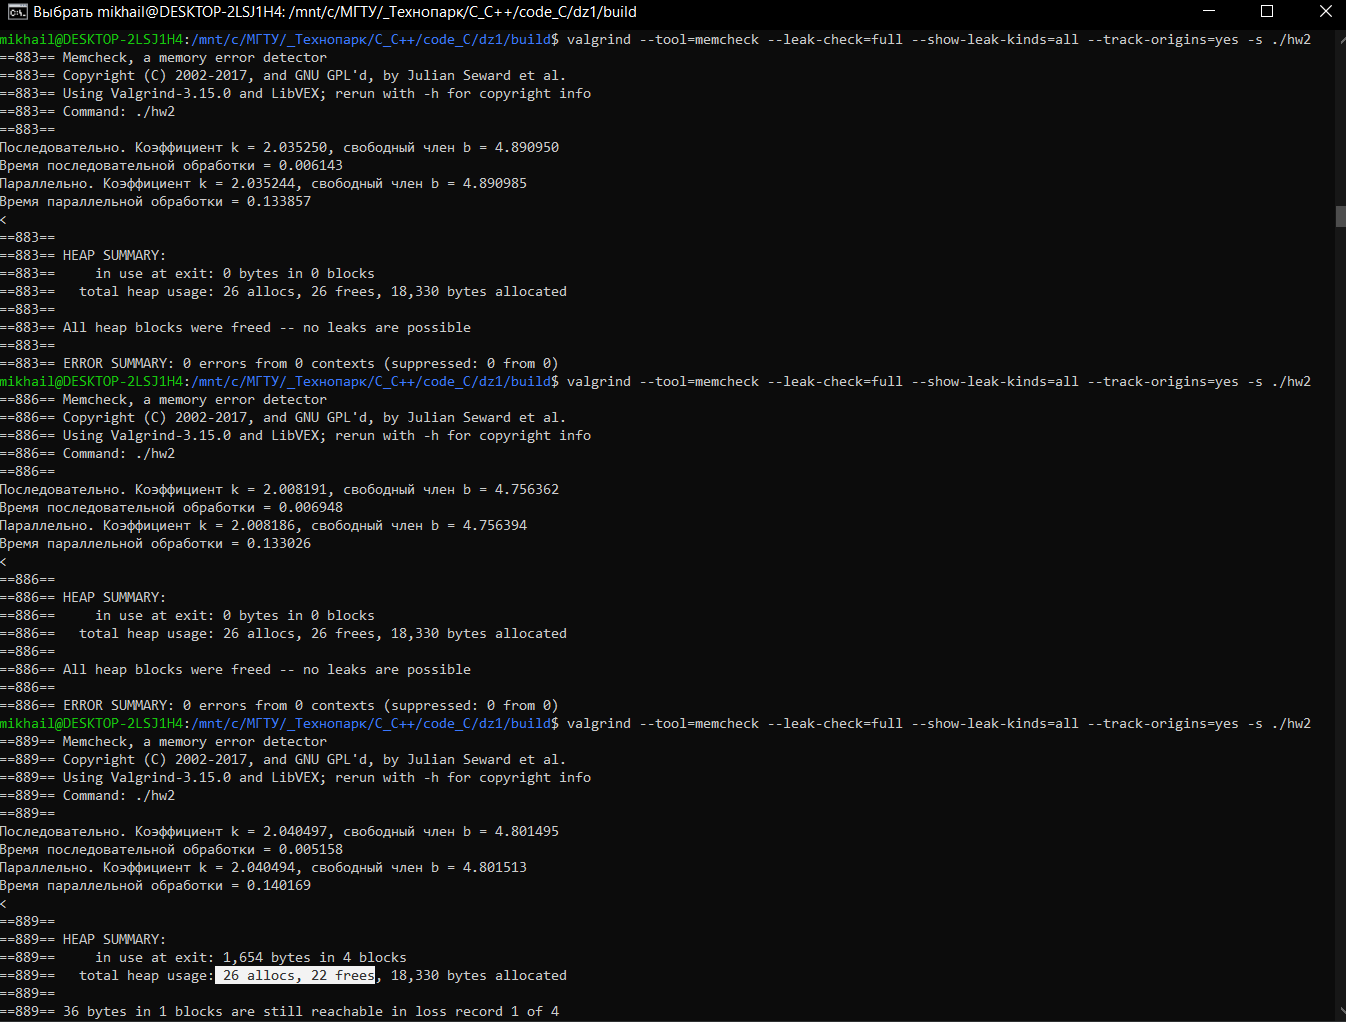 Выбрать mikhail@DESKTOP-2LSJ1H4: /mnt/c/МГТУ/_Технопарк/C_C++/code_C/dz1/build
mikhail@DESKTOP-2LSJ1H4:/mnt/c/МГТУ/_Технопарк/C_C++/code_C/dz1/build$ valgrind --tool=memcheck --leak-check=full --show-leak-kinds=all --track-origins=yes -s ./hw2
==883== Memcheck, a memory error detector
==883== Copyright (C) 2002-2017, and GNU GPL'd, by Julian Seward et al.
==883== Using Valgrind-3.15.0 and LibVEX; rerun with -h for copyright info
==883== Command: ./hw2
==883==
Последовательно. Коэффициент k = 2.035250, свободный член b = 4.890950
Время последовательной обработки = 0.006143
Параллельно. Коэффициент k = 2.035244, свободный член b = 4.890985
Время параллельной обработки = 0.133857
<
==883==
==883== HEAP SUMMARY:
==883==     in use at exit: 0 bytes in 0 blocks
==883==   total heap usage: 26 allocs, 26 frees, 18,330 bytes allocated
==883==
==883== All heap blocks were freed -- no leaks are possible
==883==
==883== ERROR SUMMARY: 0 errors from 0 contexts (suppressed: 0 from 0)
mikhail@DESKTOP-2LSJ1H4:/mnt/c/МГТУ/_Технопарк/C_C++/code_C/dz1/build$ valgrind --tool=memcheck --leak-check=full --show-leak-kinds=all --track-origins=yes -s ./hw2
==886== Memcheck, a memory error detector
==886== Copyright (C) 2002-2017, and GNU GPL'd, by Julian Seward et al.
==886== Using Valgrind-3.15.0 and LibVEX; rerun with -h for copyright info
==886== Command: ./hw2
==886==
Последовательно. Коэффициент k = 2.008191, свободный член b = 4.756362
Время последовательной обработки = 0.006948
Параллельно. Коэффициент k = 2.008186, свободный член b = 4.756394
Время параллельной обработки = 0.133026
<
==886==
==886== HEAP SUMMARY:
==886==     in use at exit: 0 bytes in 0 blocks
==886==   total heap usage: 26 allocs, 26 frees, 18,330 bytes allocated
==886==
==886== All heap blocks were freed -- no leaks are possible
==886==
==886== ERROR SUMMARY: 0 errors from 0 contexts (suppressed: 0 from 0)
mikhail@DESKTOP-2LSJ1H4:/mnt/c/МГТУ/_Технопарк/C_C++/code_C/dz1/build$ valgrind --tool=memcheck --leak-check=full --show-leak-kinds=all --track-origins=yes -s ./hw2
==889== Memcheck, a memory error detector
==889== Copyright (C) 2002-2017, and GNU GPL'd, by Julian Seward et al.
==889== Using Valgrind-3.15.0 and LibVEX; rerun with -h for copyright info
==889== Command: ./hw2
==889==
Последовательно. Коэффициент k = 2.040497, свободный член b = 4.801495
Время последовательной обработки = 0.005158
Параллельно. Коэффициент k = 2.040494, свободный член b = 4.801513
Время параллельной обработки = 0.140169
<
==889==
==889== HEAP SUMMARY:
==889==     in use at exit: 1,654 bytes in 4 blocks
==889==   total heap usage: 26 allocs, 22 frees, 18,330 bytes allocated
==889==
==889== 36 bytes in 1 blocks are still reachable in loss record 1 of 4